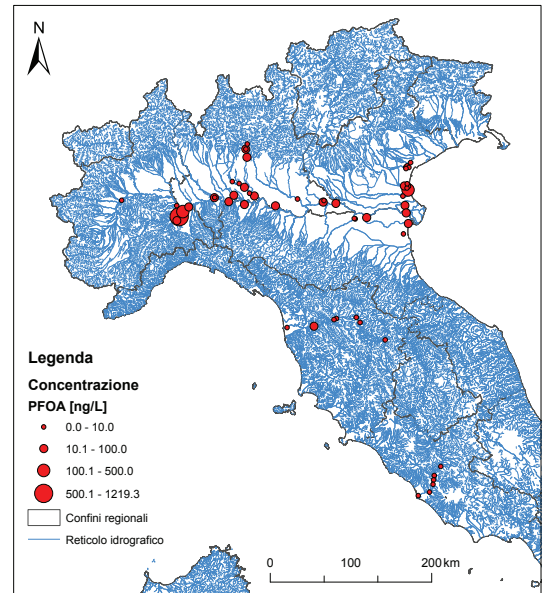 N
Legenda
Concentrazione
PFOA [ng/L]
0.0 - 10.0
10.1 - 100.0
100.1 - 500.0
500.1 - 1219.3
Confini regionali
Reticolo idrografico
0 200 km